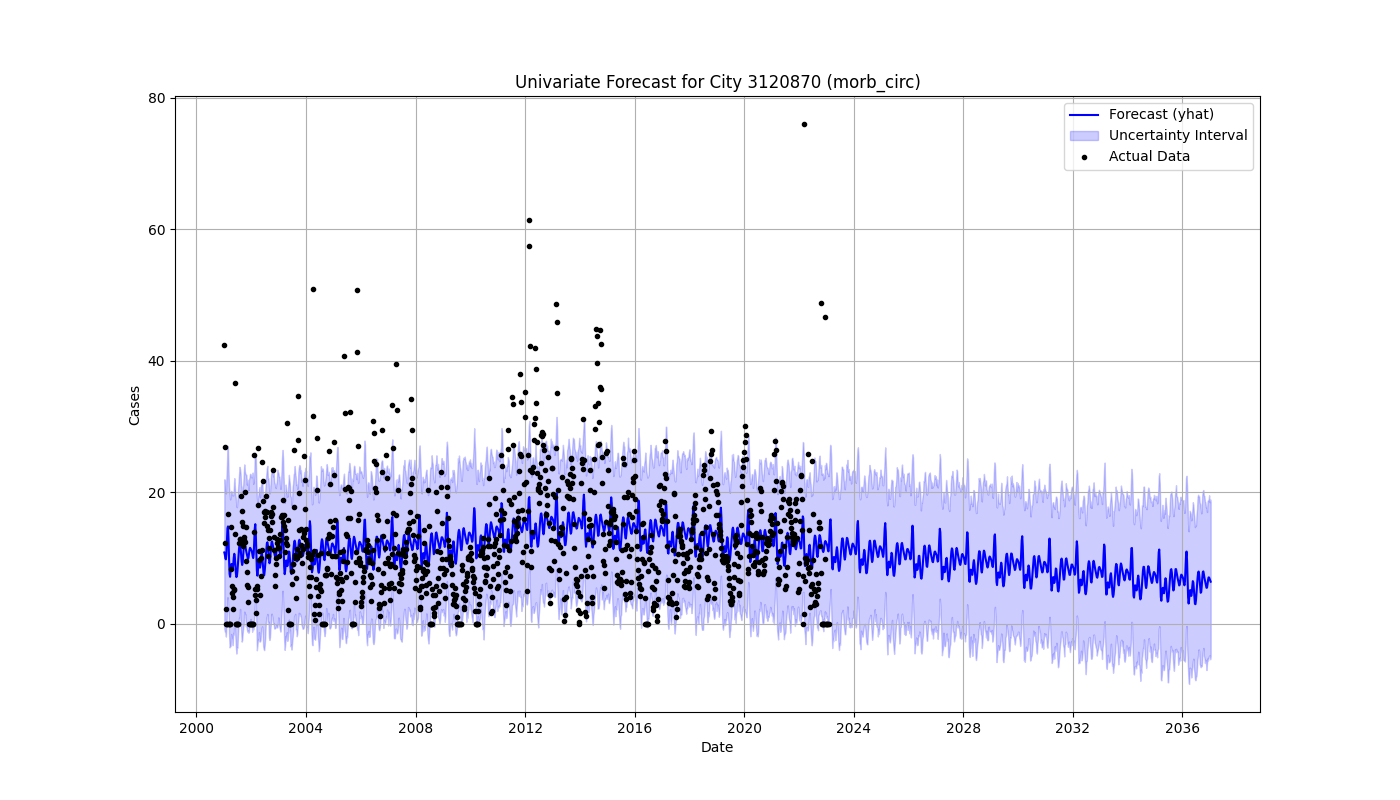 Univariate Forecast for City 3120870 (morb_circ)
Forecast (yhat)
Uncertainty Interval
Actual Data
Cases
80
60
40
20
0
2000 2004 2008 2012 2016 2020 2024 2028 2032 2036
Date